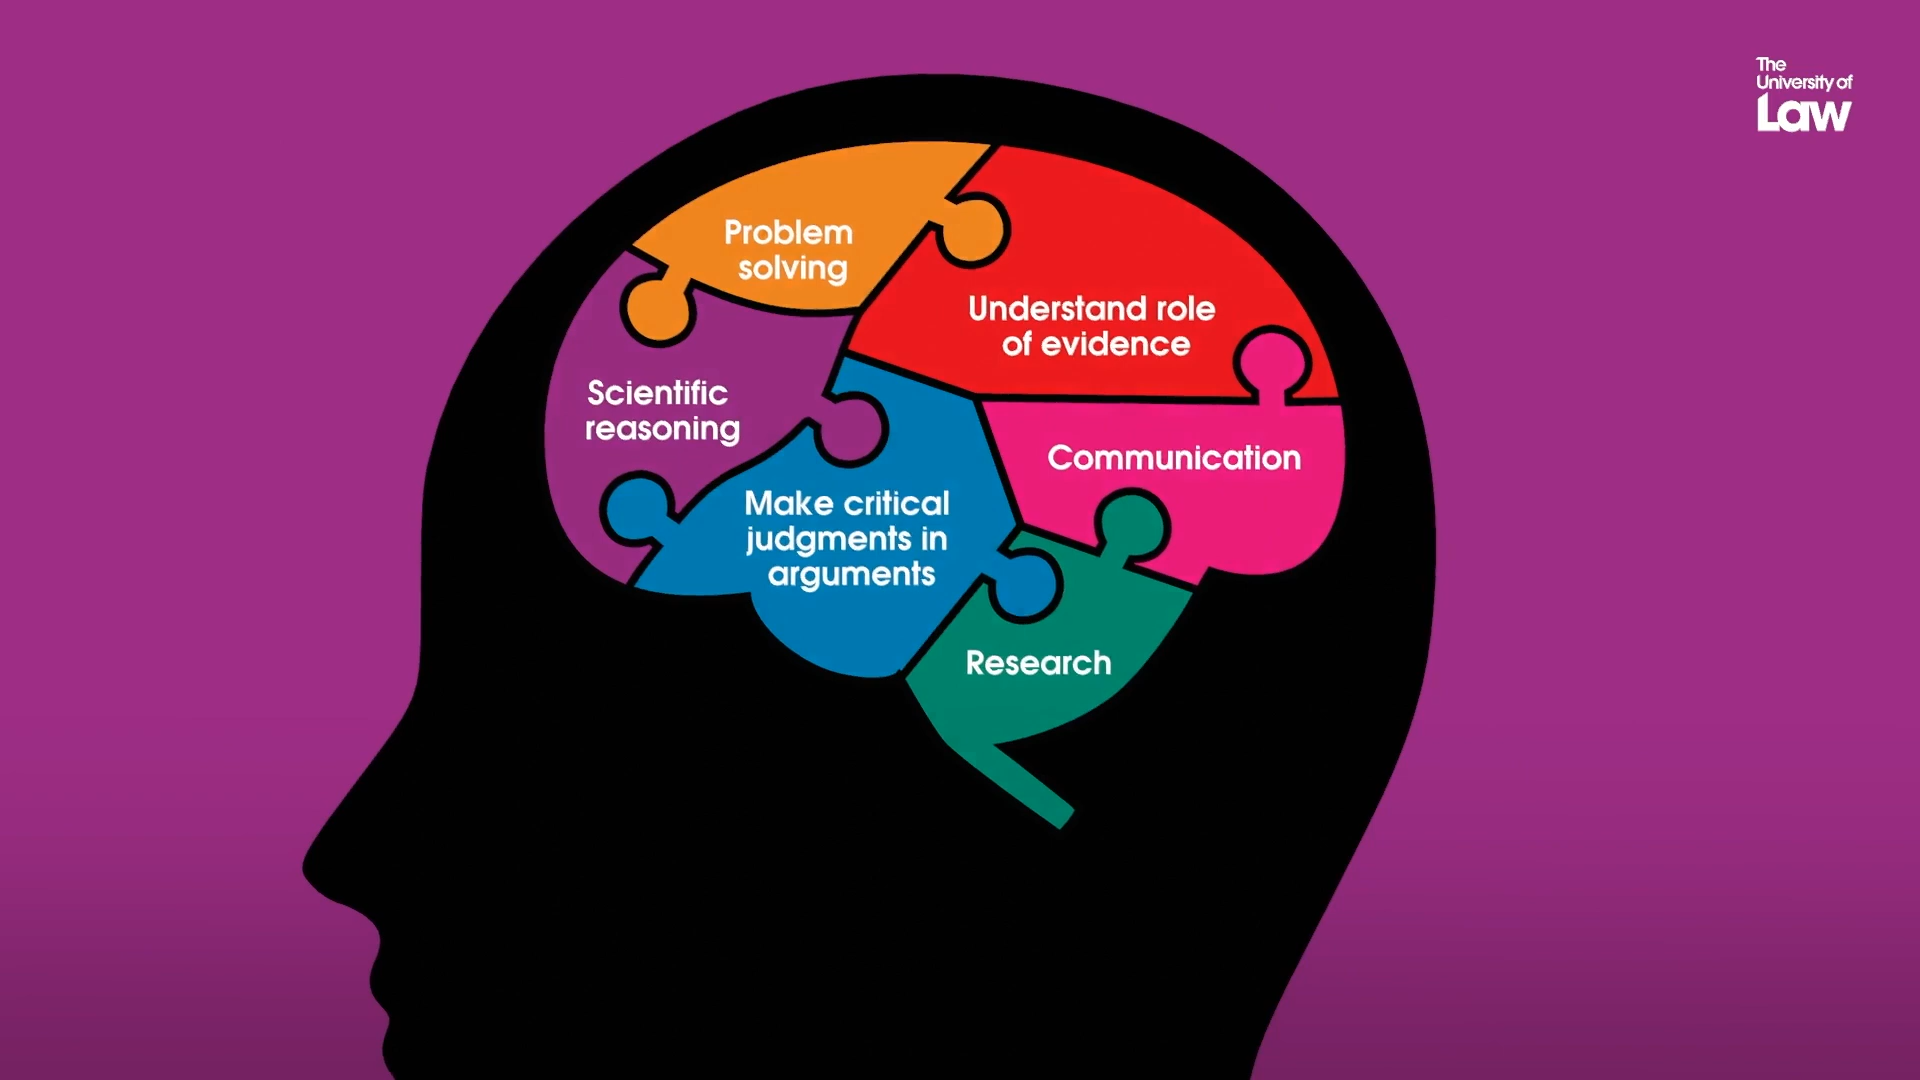 The
University of
Law
Problem
solving
Understand role
of evidence
Scientific
reasoning
Communication
Make critical
judgments in
arguments
Research